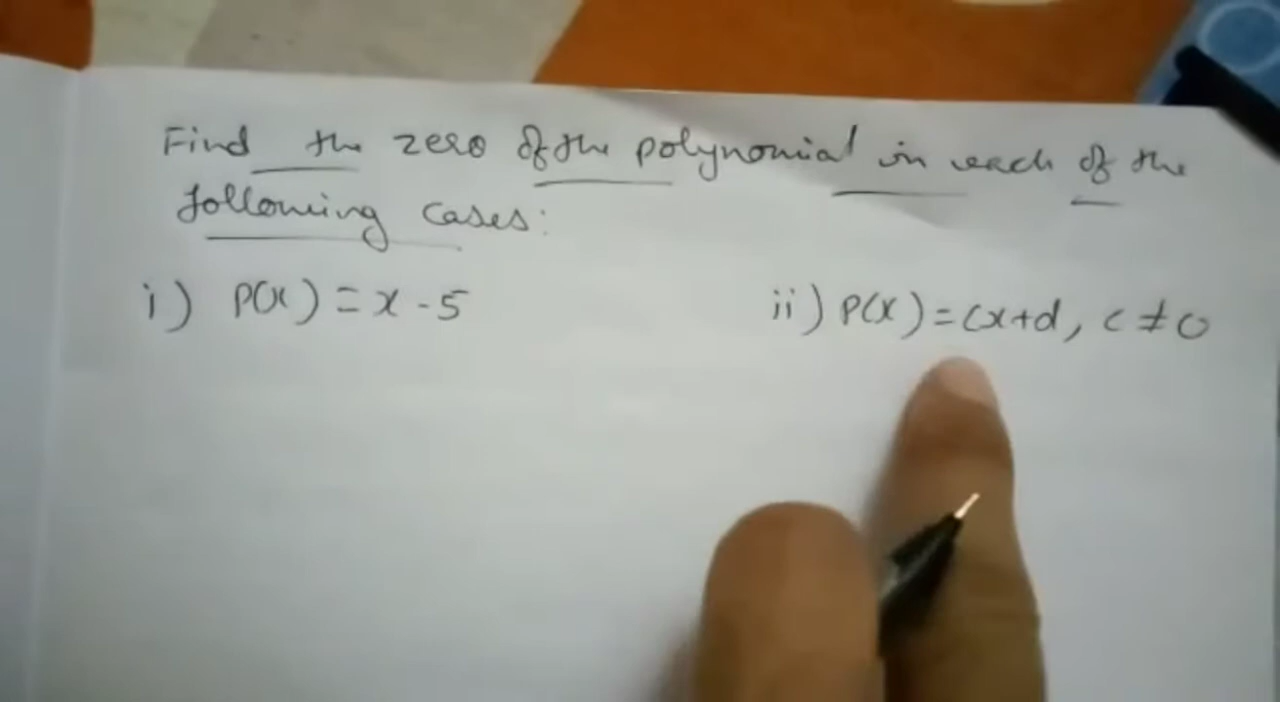 Find the zero of the polynomial in each of the
following cases:
i) P(x) = x - 5 ii) P(x) = cx+d, c ≠ 0